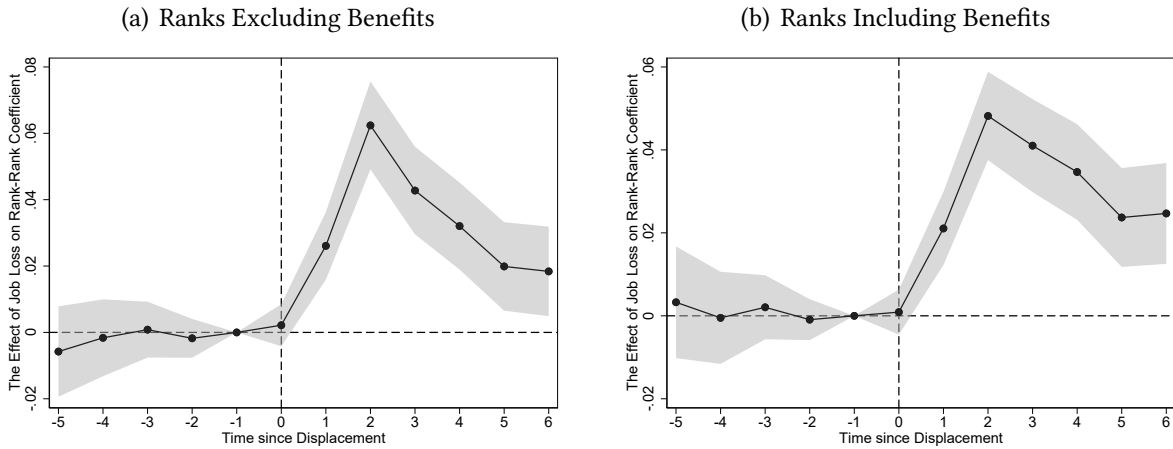 (a) Ranks Excluding Benefits
The Effect of Job Loss on Rank-Rank Coefficient
.08
.06
.04
.02
0
-.02
-5 -4 -3 -2 -1 0 1 2 3 4 5 6
Time since Displacement
(b) Ranks Including Benefits
The Effect of Job Loss on Rank-Rank Coefficient
.06
.04
.02
0
-.02
-5 -4 -3 -2 -1 0 1 2 3 4 5 6
Time since Displacement